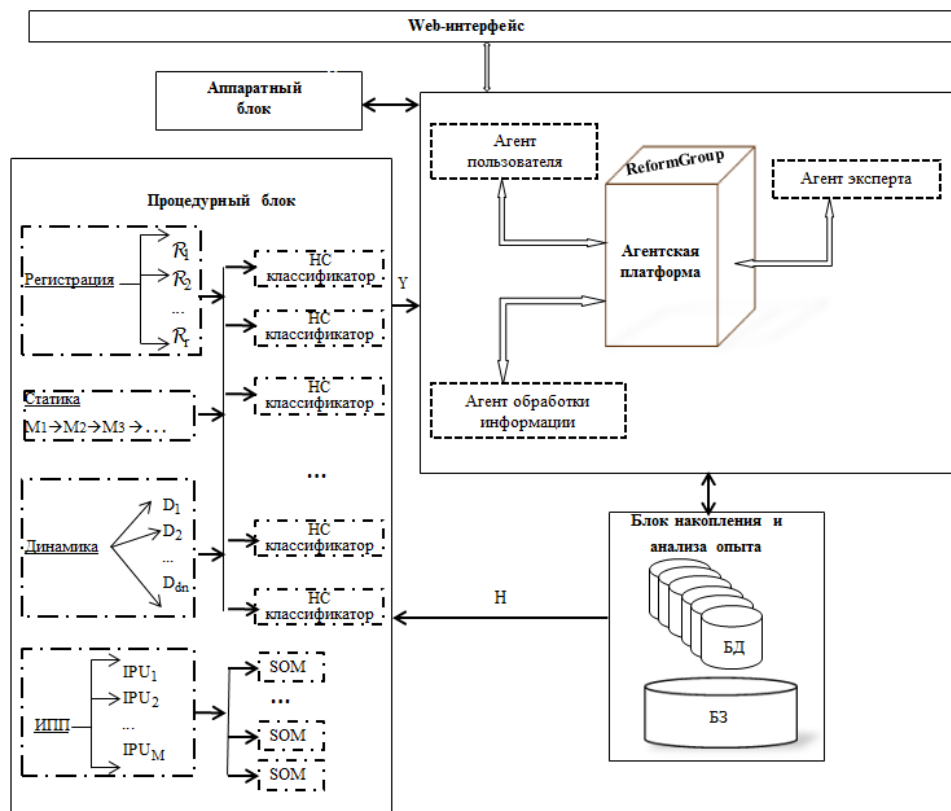 Web-интерфейс
Аппаратный
блок
Агент
пользователя
ReformGroup
Агент эксперта
Агентская
платформа
Агент обработки
информации
Процедурный блок
Регистрация
R1
R2
...
Rr
НС
классификатор
НС
классификатор
Y
Статика
M1→M2→M3 → . . .
НС
классификатор
...
Динамика
D1
D2
...
Ddn
НС
классификатор
НС
классификатор
H
Блок накопления и
анализа опыта
БД
БЗ
ИПП
IPU1
IPU2
...
IPUM
SOM
...
SOM
SOM